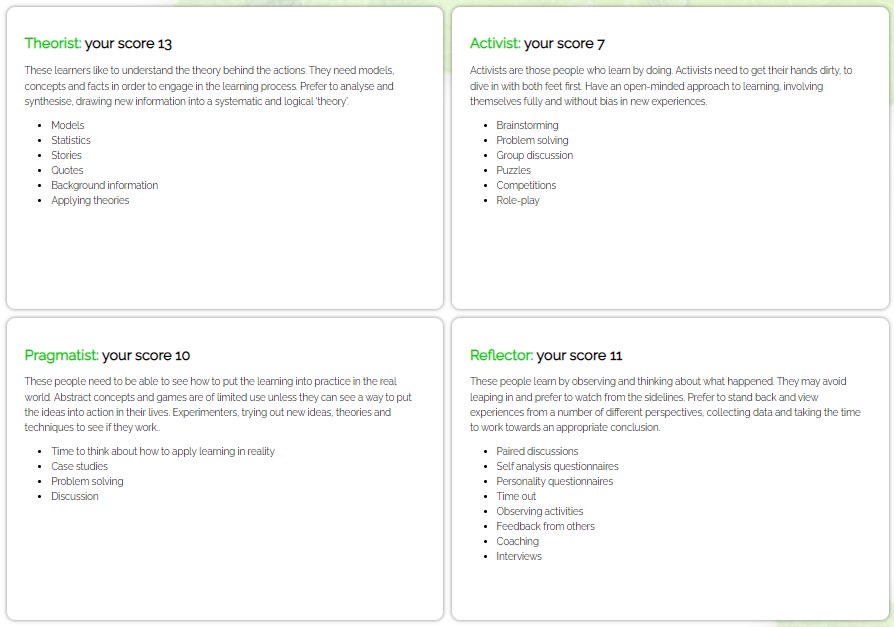 Theorist: your score 13
These learners like to understand the theory behind the actions. They need models,
concepts and facts in order to engage in the learning process. Prefer to analyse and
synthesise, drawing new information into a systematic and logical 'theory'.
• Models
• Statistics
• Stories
• Quotes
• Background information
• Applying theories
Activist: your score 7
Activists are those people who learn by doing. Activists need to get their hands dirty, to
dive in with both feet first. Have an open-minded approach to learning, involving
themselves fully and without bias in new experiences.
• Brainstorming
• Problem solving
• Group discussion
• Puzzles
• Competitions
• Role-play
Pragmatist: your score 10
These people need to be able to see how to put the learning into practice in the real
world. Abstract concepts and games are of limited use unless they can see a way to put
the ideas into action in their lives. Experimenters, trying out new ideas, theories and
techniques to see if they work..
• Time to think about how to apply learning in reality
• Case studies
• Problem solving
• Discussion
Reflector: your score 11
These people learn by observing and thinking about what happened. They may avoid
leaping in and prefer to watch from the sidelines. Prefer to stand back and view
experiences from a number of different perspectives, collecting data and taking the time
to work towards an appropriate conclusion.
• Paired discussions
• Self analysis questionnaires
• Personality questionnaires
• Time out
• Observing activities
• Feedback from others
• Coaching
• Interviews